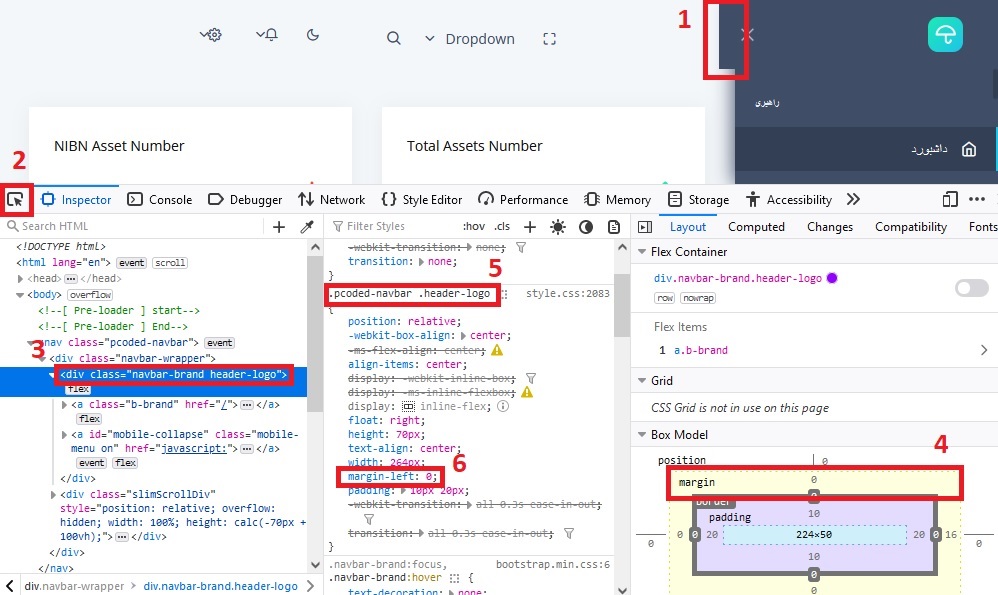 1
Dropdown
راهبري
NIBN Asset Number
Total Assets Number
داشبورد
2
Inspector
Console
Debugger
Network
{} Style Editor
Performance
Memory
Storage
Accessibility
Search HTML
Filter Styles
:hov .cls
Layout Computed Changes Compatibility Fonts
<!DOCTYPE html>
<html lang="en"> event scroll
<head> </head>
<body> overflow
<!--[ Pre-loader ] start-->
<!--[ Pre-loader ] End-->
nav class="pcoded-navbar"> event
3
<div class="navbar-wrapper">
<div class="navbar-brand header-logo">
flex
<a class="b-brand" href="/"> </a>
flex
<a id="mobile-collapse" class="mobile-
menu on" href="javascript:"> </a>
event flex
</div>
<div class="slimScrollDiv"
style="position: relative; overflow:
hidden; width: 100%; height: calc(-70px +
100vh);"> </div>
</div>
</nav>
div.navbar-wrapper
div.navbar-brand.header-logo
-webkit-transition: none;
transition: none;
}
5
.pcoded-navbar .header-logo
style.css:2083
{
position: relative;
-webkit-box-align: center;
-ms-flex-align: center;
align-items: center;
display: -webkit-inline-box;
display: -ms-inline-flexbox;
display: inline-flex;
float: right;
height: 70px;
text-align: center;
width: 264px;
6
margin-left: 0;
padding: 10px 20px;
-webkit-transition: all 0.3s ease-in-out;
transition: all 0.3s ease-in-out;
}
.navbar-brand:focus,
bootstrap.min.css:6
.navbar-brand:hover {
text-decoration: none;
Flex Container
div.navbar-brand.header-logo
row nowrap
Flex Items
1 a.b-brand
Grid
CSS Grid is not in use on this page
Box Model
4
position 0
margin 0
border 0
padding 10
0 0 0 20 224×50 20 0 16 0
10
0
0